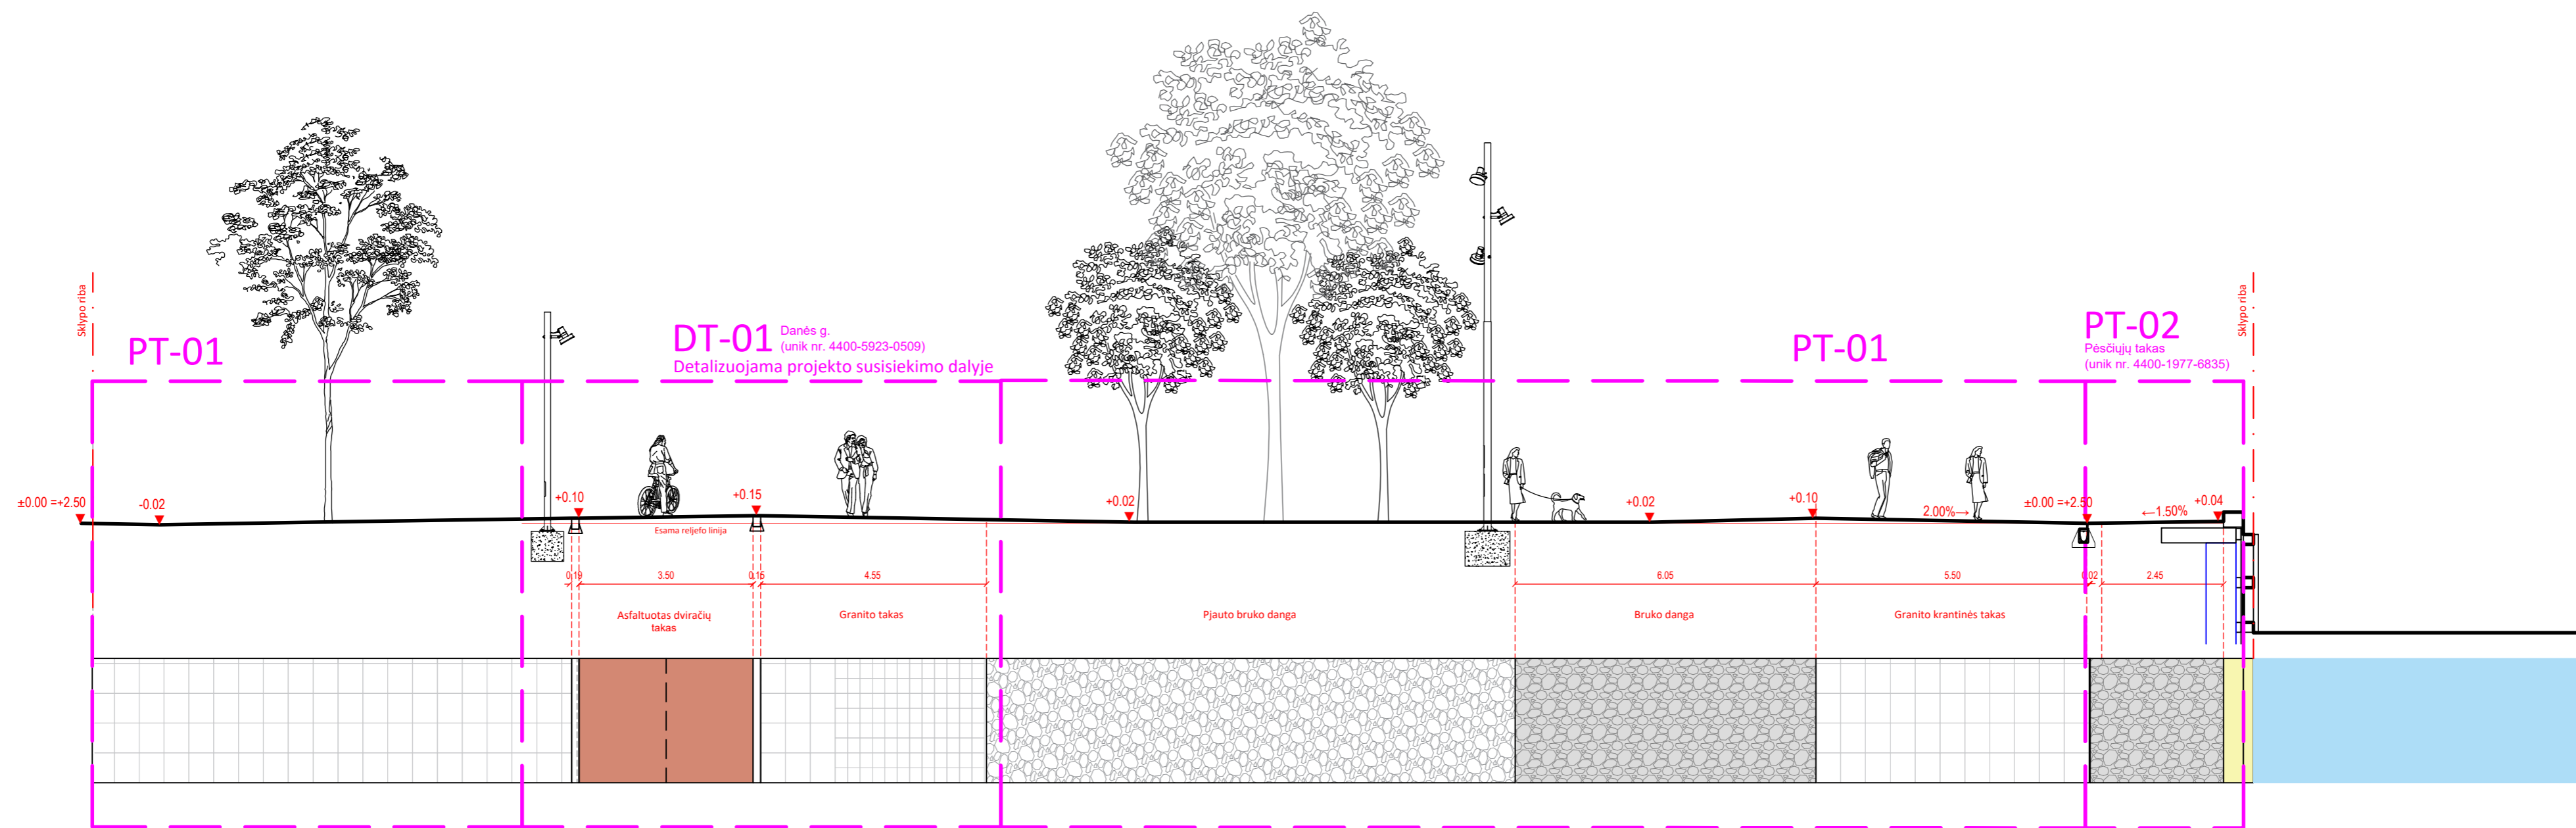 Sklypo riba
PT-01
DT-01 Danės g.
(unik nr. 4400-5923-0509)
Detalizuojama projekto susisiekimo dalyje
PT-01
PT-02
Pėsčiųjų takas
(unik nr. 4400-1977-6835)
Sklypo riba
±0.00 =+2.50
-0.02
+0.10
+0.15
+0.02
+0.02
+0.10
2.00%→
±0.00 =+2.50
←1.50%
+0.04
Esama reljefo linija
0.19
3.50
0.15
4.55
6.05
5.50
0.02
2.45
Asfaltuotas dviračių
takas
Granito takas
Pjauto bruko danga
Bruko danga
Granito krantinės takas